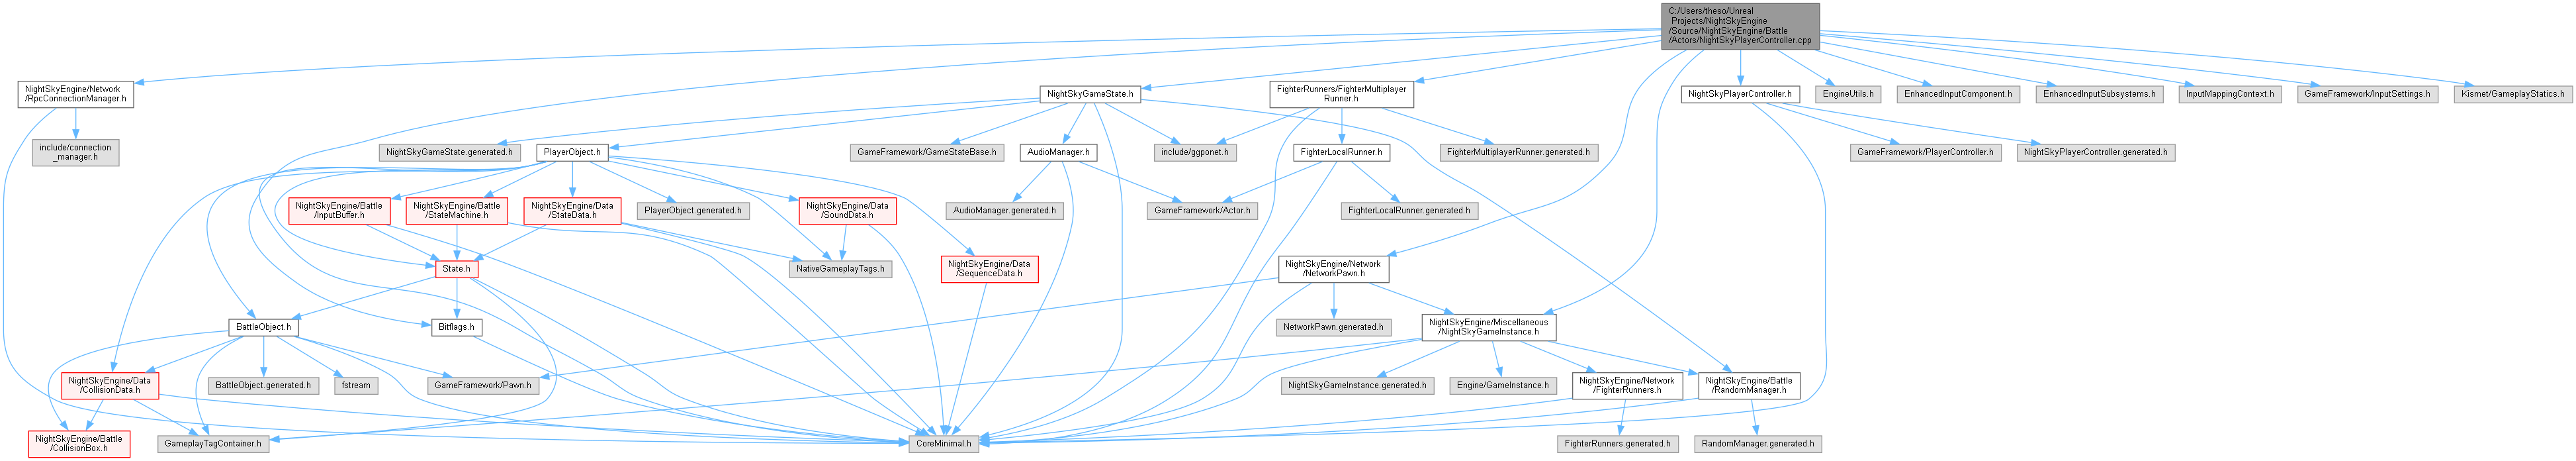 C:/Users/theso/Unreal
Projects/NightSkyEngine
/Source/NightSkyEngine/Battle
/Actors/NightSkyPlayerController.cpp
NightSkyEngine/Network
/RpcConnectionManager.h
NightSkyGameState.h
FighterRunners/FighterMultiplayer
Runner.h
NightSkyPlayerController.h
EngineUtils.h
EnhancedInputComponent.h
EnhancedInputSubsystems.h
InputMappingContext.h
GameFramework/InputSettings.h
Kismet/GameplayStatics.h
include/connection
_manager.h
NightSkyGameState.generated.h
PlayerObject.h
GameFramework/GameStateBase.h
AudioManager.h
include/ggponet.h
FighterLocalRunner.h
FighterMultiplayerRunner.generated.h
GameFramework/PlayerController.h
NightSkyPlayerController.generated.h
NightSkyEngine/Battle
/InputBuffer.h
NightSkyEngine/Battle
/StateMachine.h
NightSkyEngine/Data
/StateData.h
PlayerObject.generated.h
NightSkyEngine/Data
/SoundData.h
AudioManager.generated.h
GameFramework/Actor.h
FighterLocalRunner.generated.h
State.h
NativeGameplayTags.h
NightSkyEngine/Data
/SequenceData.h
NightSkyEngine/Network
/NetworkPawn.h
BattleObject.h
Bitflags.h
NetworkPawn.generated.h
NightSkyEngine/Miscellaneous
/NightSkyGameInstance.h
NightSkyEngine/Data
/CollisionData.h
BattleObject.generated.h
fstream
GameFramework/Pawn.h
NightSkyGameInstance.generated.h
Engine/GameInstance.h
NightSkyEngine/Network
/FighterRunners.h
NightSkyEngine/Battle
/RandomManager.h
NightSkyEngine/Battle
/CollisionBox.h
GameplayTagContainer.h
CoreMinimal.h
FighterRunners.generated.h
RandomManager.generated.h